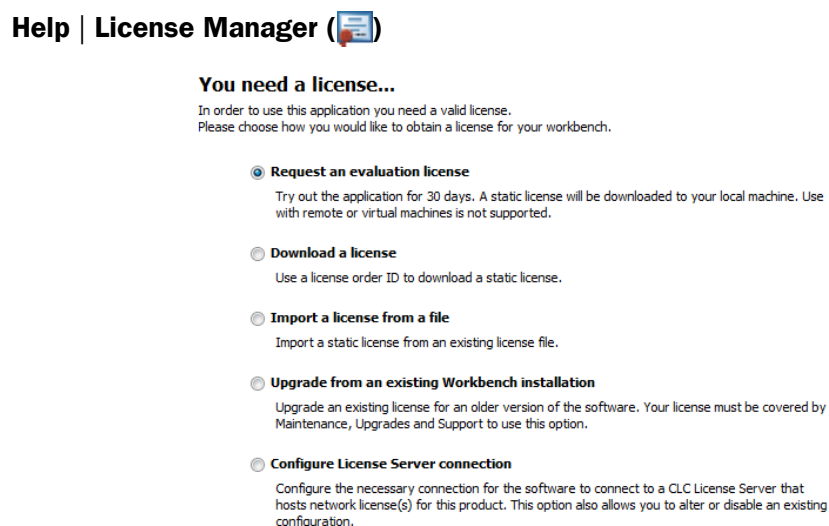 Help | License Manager ()
You need a license...
In order to use this application you need a valid license.
Please choose how you would like to obtain a license for your workbench.
Request an evaluation license
Try out the application for 30 days. A static license will be downloaded to your local machine. Use
with remote or virtual machines is not supported.
Download a license
Use a license order ID to download a static license.
Import a license from a file
Import a static license from an existing license file.
Upgrade from an existing Workbench installation
Upgrade an existing license for an older version of the software. Your license must be covered by
Maintenance, Upgrades and Support to use this option.
Configure License Server connection
Configure the necessary connection for the software to connect to a CLC License Server that
hosts network license(s) for this product. This option also allows you to alter or disable an existing
configuration.